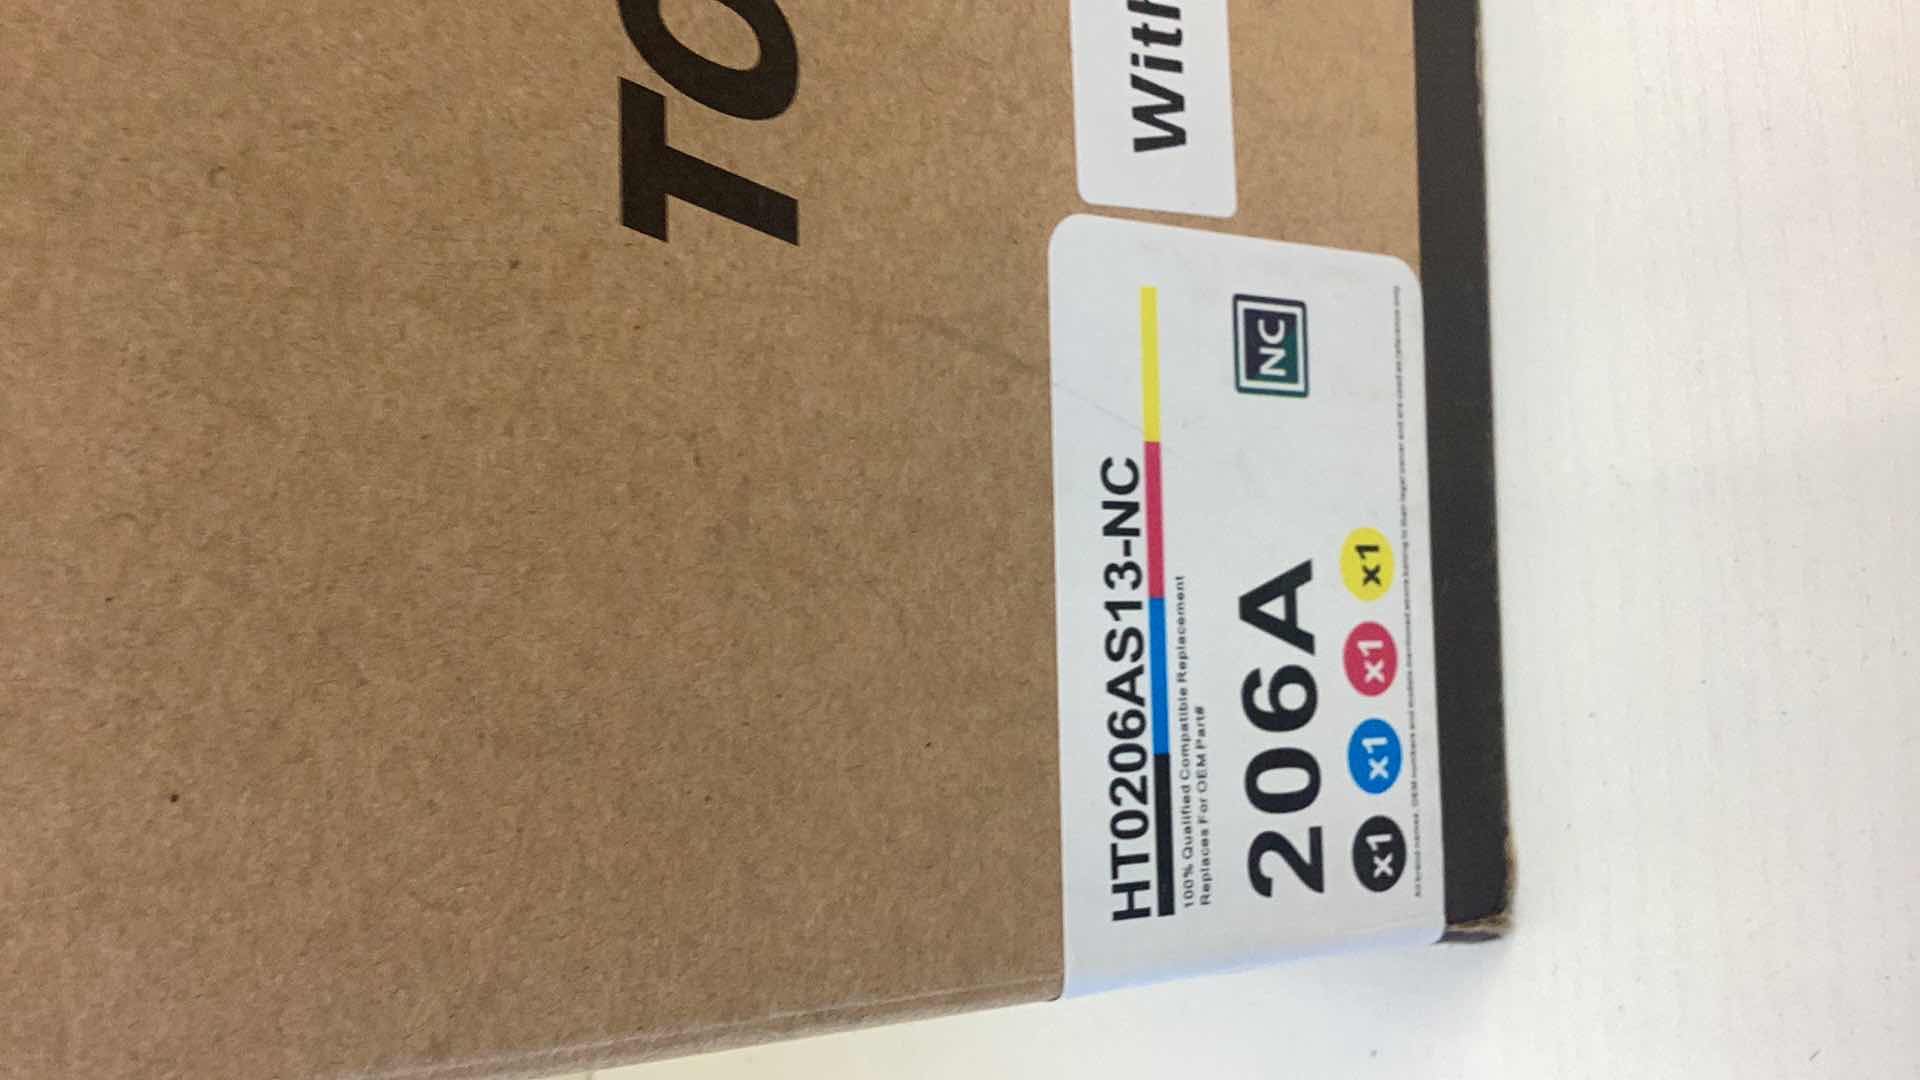 TO
With
HT0206AS13-NC
100% Qualified Compatible Replacement
Replaces For OEM Part#
206A
NC
x1 x1 x1 x1